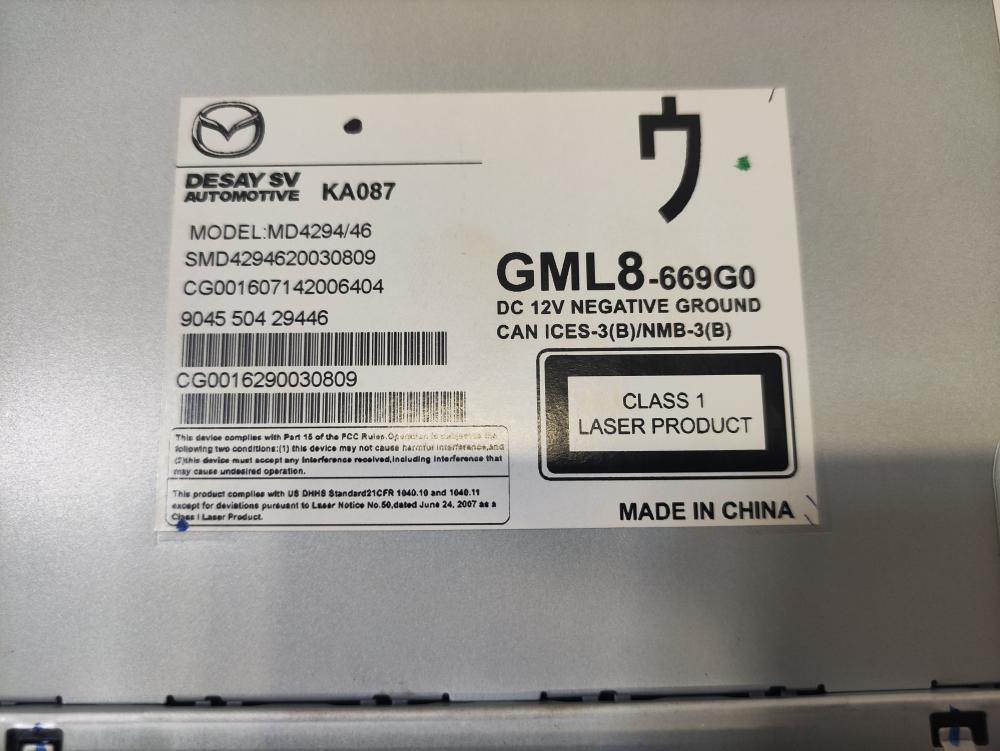 ウ
DESAY SV
AUTOMOTIVE
KA087
MODEL:MD4294/46
SMD4294620030809
CG001607142006404
9045 504 29446
CG0016290030809
GML8-669G0
DC 12V NEGATIVE GROUND
CAN ICES-3(B)/NMB-3(B)
CLASS 1
LASER PRODUCT
This device complies with Part 15 of the FCC Rules.Operation is subject to the
following two conditions:(1) this device may not cause harmful interference,and
(2)this device must accept any interference received,including interference that
may cause undesired operation.
This product complies with US DHHS Standard21CFR 1040.10 and 1040.11
except for deviations pursuant to Laser Notice No.50,dated June 24, 2007 as a
Class I Laser Product.
MADE IN CHINA